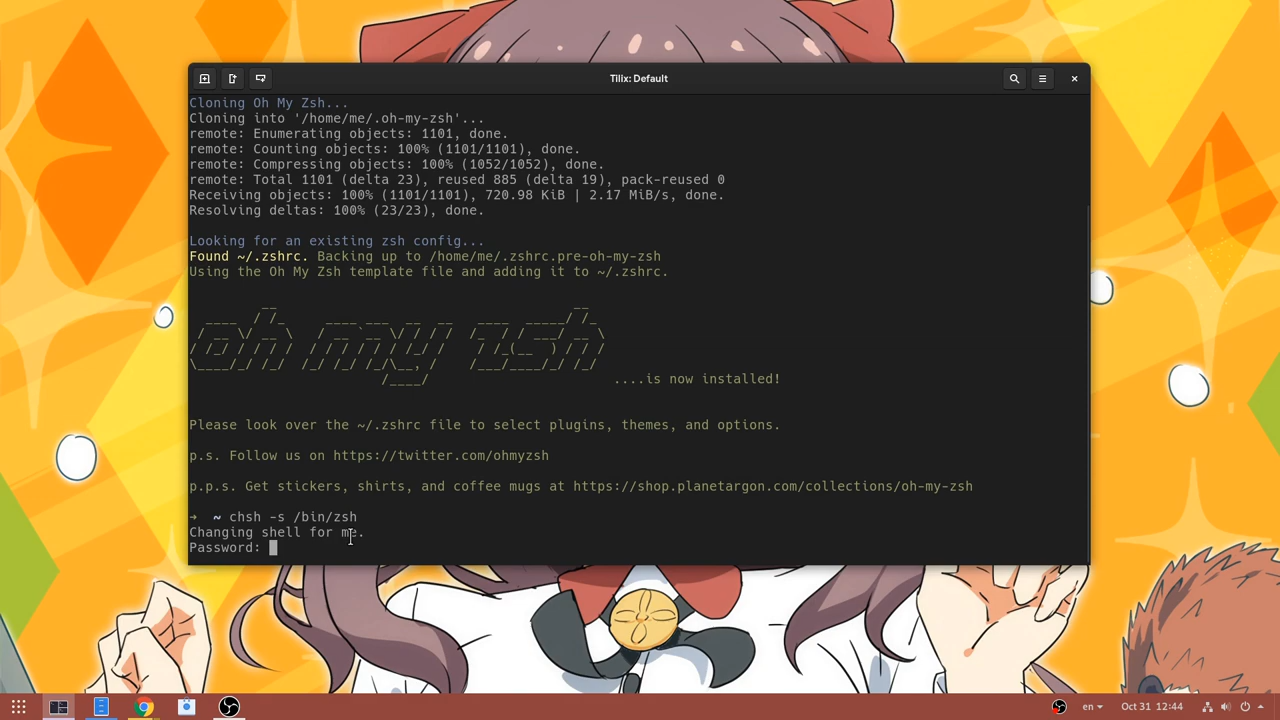 Tilix: Default
Cloning Oh My Zsh...
Cloning into '/home/me/.oh-my-zsh'...
remote: Enumerating objects: 1101, done.
remote: Counting objects: 100% (1101/1101), done.
remote: Compressing objects: 100% (1052/1052), done.
remote: Total 1101 (delta 23), reused 885 (delta 19), pack-reused 0
Receiving objects: 100% (1101/1101), 720.98 KiB | 2.17 MiB/s, done.
Resolving deltas: 100% (23/23), done.
Looking for an existing zsh config...
Found ~/.zshrc. Backing up to /home/me/.zshrc.pre-oh-my-zsh
Using the Oh My Zsh template file and adding it to ~/.zshrc.
oh my zsh
....is now installed!
Please look over the ~/.zshrc file to select plugins, themes, and options.
p.s. Follow us on https://twitter.com/ohmyzsh
p.p.s. Get stickers, shirts, and coffee mugs at https://shop.planetargon.com/collections/oh-my-zsh
➜ ~ chsh -s /bin/zsh
Changing shell for me.
Password:
en Oct 31 12:44